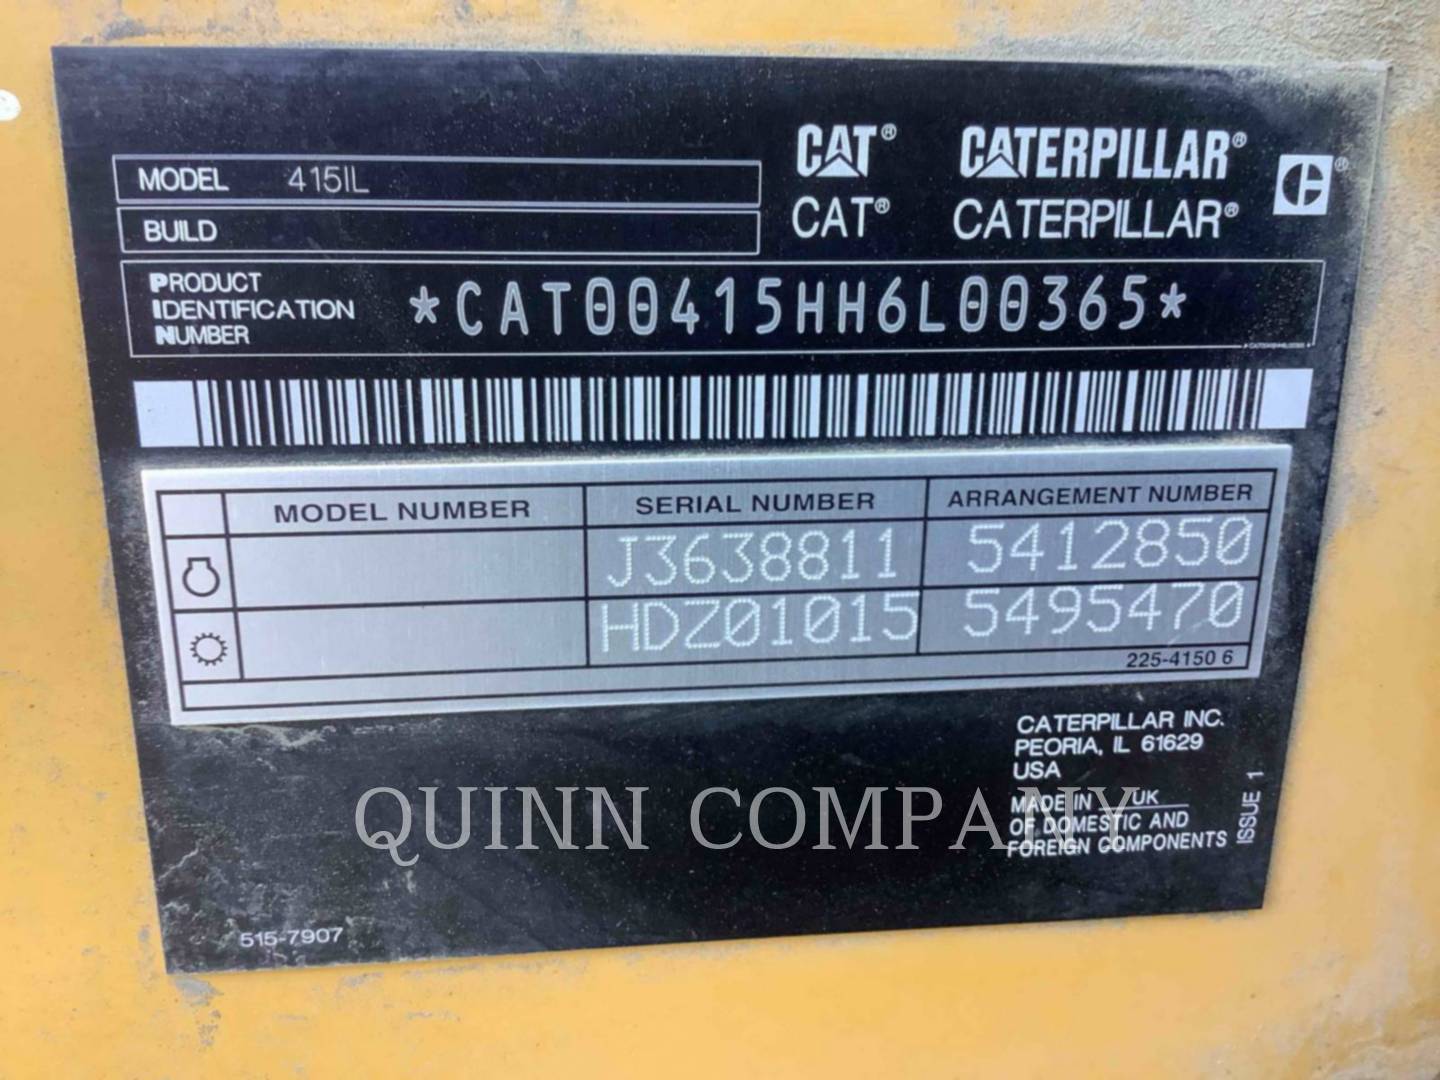 MODEL 415IL
BUILD
CAT® CATERPILLAR®
CAT® CATERPILLAR®
PRODUCT
IDENTIFICATION
NUMBER
*CAT00415HH6L00365*
MODEL NUMBER SERIAL NUMBER ARRANGEMENT NUMBER
J3638811 5412850
HDZ01015 5495470
225-4150 6
CATERPILLAR INC.
PEORIA, IL 61629
USA
MADE IN UK
OF DOMESTIC AND
FOREIGN COMPONENTS
ISSUE 1
QUINN COMPANY
515-7907